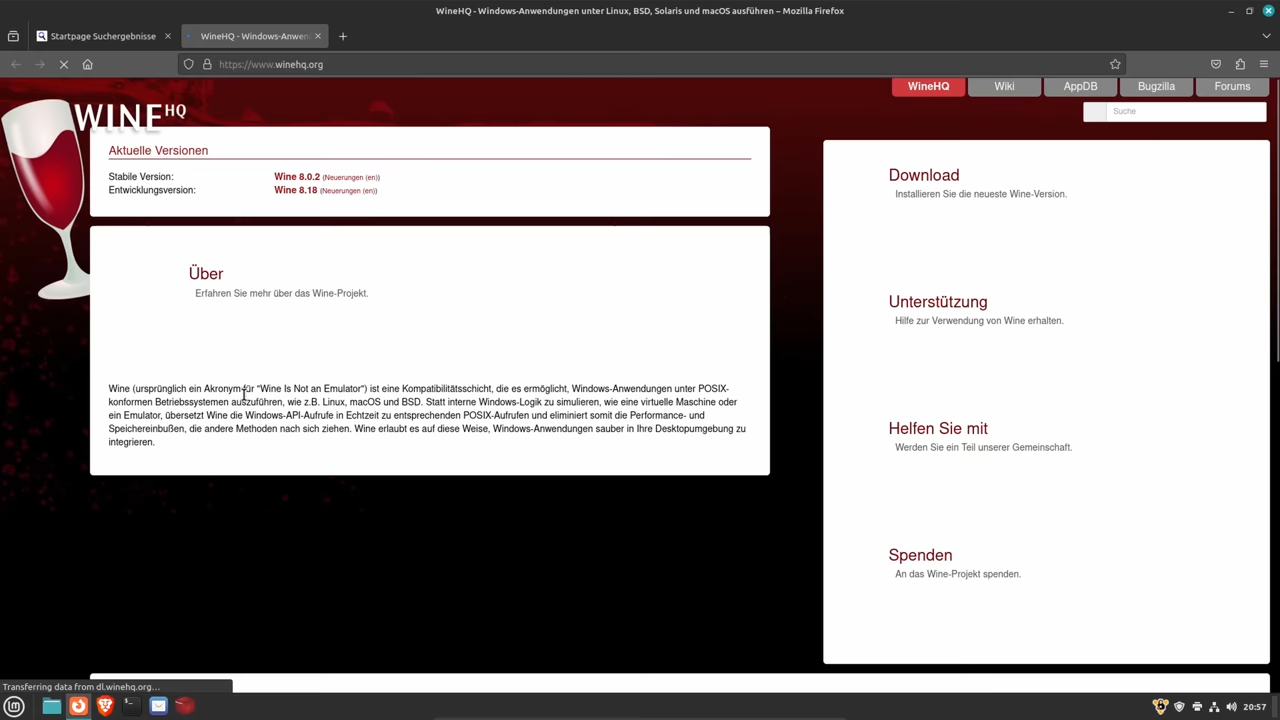 WineHQ - Windows-Anwendungen unter Linux, BSD, Solaris und macOS ausführen – Mozilla Firefox
Startpage Suchergebnisse
WineHQ - Windows-Anwen
https://www.winehq.org
WineHQ
Wiki
AppDB
Bugzilla
Forums
WINE HQ
Suche
Aktuelle Versionen
Stabile Version: Wine 8.0.2 (Neuerungen (en))
Entwicklungsversion: Wine 8.18 (Neuerungen (en))
Über
Erfahren Sie mehr über das Wine-Projekt.
Wine (ursprünglich ein Akronym für "Wine Is Not an Emulator") ist eine Kompatibilitätsschicht, die es ermöglicht, Windows-Anwendungen unter POSIX-
konformen Betriebssystemen auszuführen, wie z.B. Linux, macOS und BSD. Statt interne Windows-Logik zu simulieren, wie eine virtuelle Maschine oder
ein Emulator, übersetzt Wine die Windows-API-Aufrufe in Echtzeit zu entsprechenden POSIX-Aufrufen und eliminiert somit die Performance- und
Speichereinbußen, die andere Methoden nach sich ziehen. Wine erlaubt es auf diese Weise, Windows-Anwendungen sauber in Ihre Desktopumgebung zu
integrieren.
Download
Installieren Sie die neueste Wine-Version.
Unterstützung
Hilfe zur Verwendung von Wine erhalten.
Helfen Sie mit
Werden Sie ein Teil unserer Gemeinschaft.
Spenden
An das Wine-Projekt spenden.
Transferring data from dl.winehq.org…
20:57